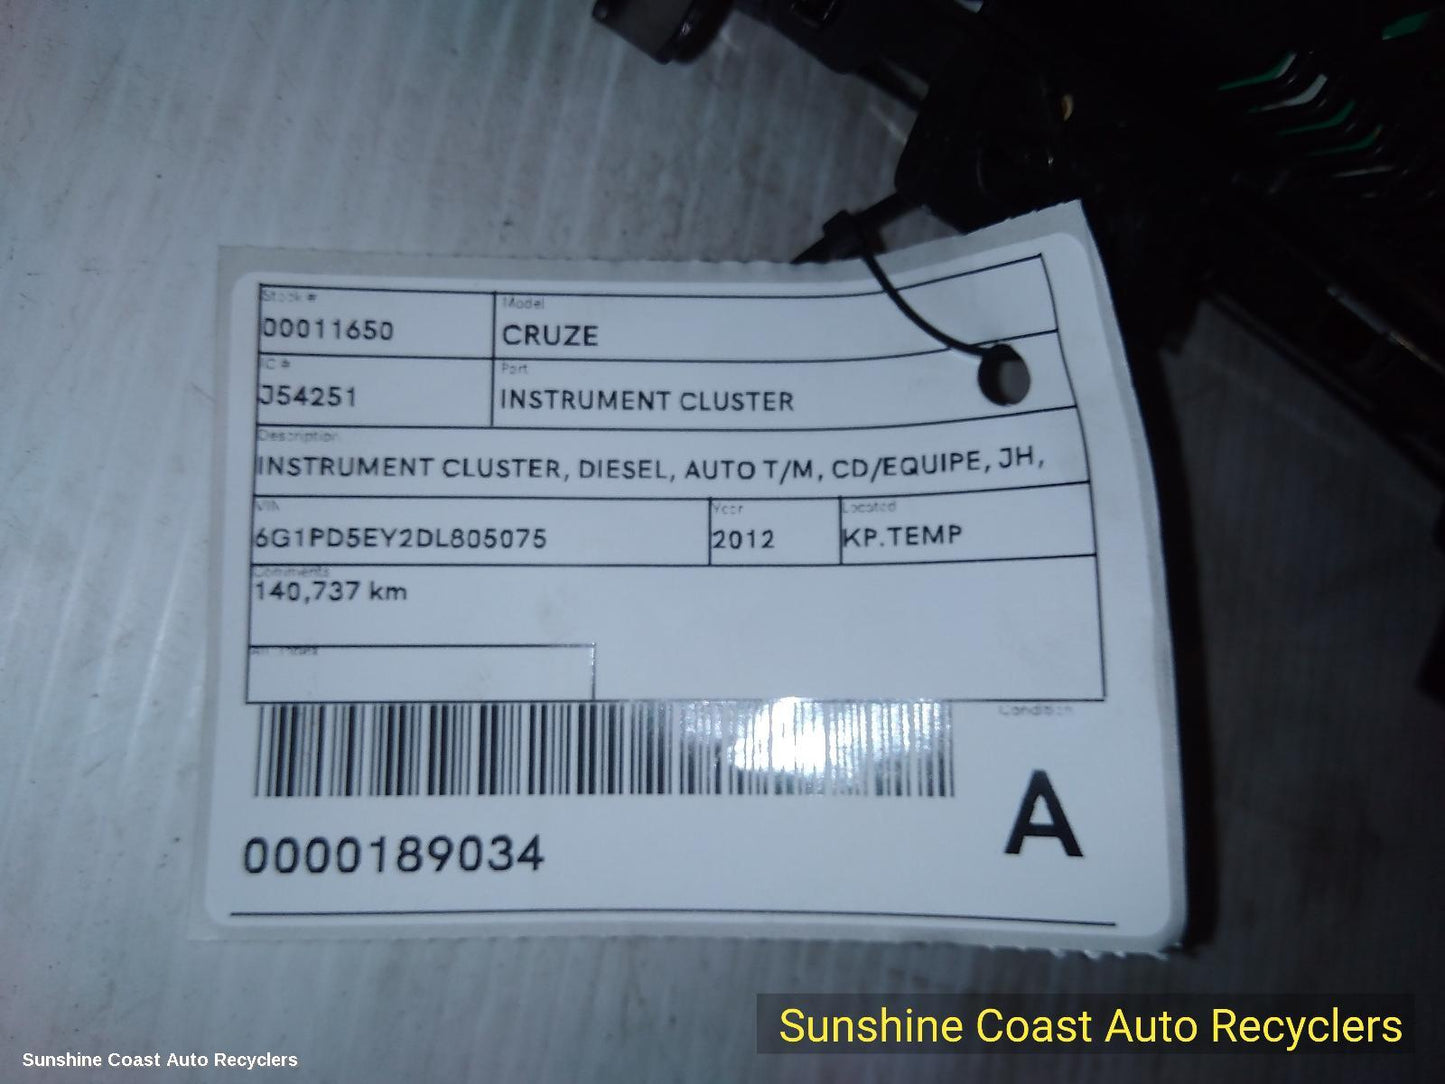 Stock #
00011650
Model
CRUZE
IC #
J54251
Part
INSTRUMENT CLUSTER
Description
INSTRUMENT CLUSTER, DIESEL, AUTO T/M, CD/EQUIPE, JH,
VIN
6G1PD5EY2DL805075
Year
2012
Located
KP.TEMP
Comments
140,737 km
0000189034
Condition
A
Sunshine Coast Auto Recyclers
Sunshine Coast Auto Recyclers